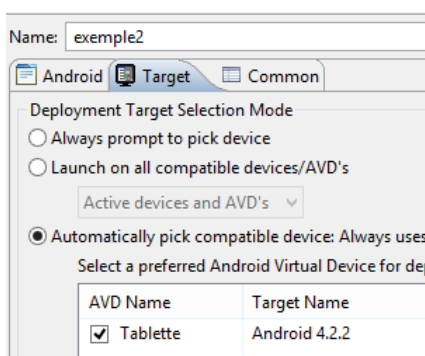 Name: exemple2
Android Target Common
Deployment Target Selection Mode
Always prompt to pick device
Launch on all compatible devices/AVD's
Active devices and AVD's
Automatically pick compatible device: Always uses
Select a preferred Android Virtual Device for
AVD Name Target Name
Tablette Android 4.2.2